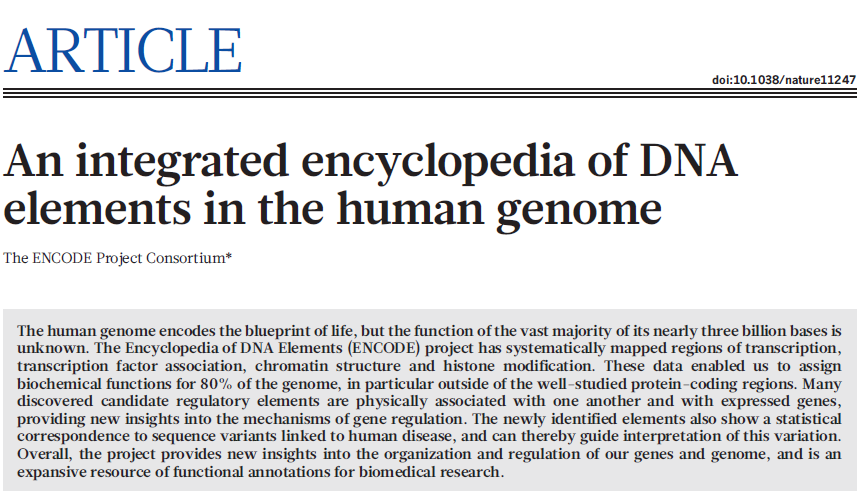 ARTICLE
doi:10.1038/nature11247
An integrated encyclopedia of DNA
elements in the human genome
The ENCODE Project Consortium*
The human genome encodes the blueprint of life, but the function of the vast majority of its nearly three billion bases is
unknown. The Encyclopedia of DNA Elements (ENCODE) project has systematically mapped regions of transcription,
transcription factor association, chromatin structure and histone modification. These data enabled us to assign
biochemical functions for 80% of the genome, in particular outside of the well-studied protein-coding regions. Many
discovered candidate regulatory elements are physically associated with one another and with expressed genes,
providing new insights into the mechanisms of gene regulation. The newly identified elements also show a statistical
correspondence to sequence variants linked to human disease, and can thereby guide interpretation of this variation.
Overall, the project provides new insights into the organization and regulation of our genes and genome, and is an
expansive resource of functional annotations for biomedical research.